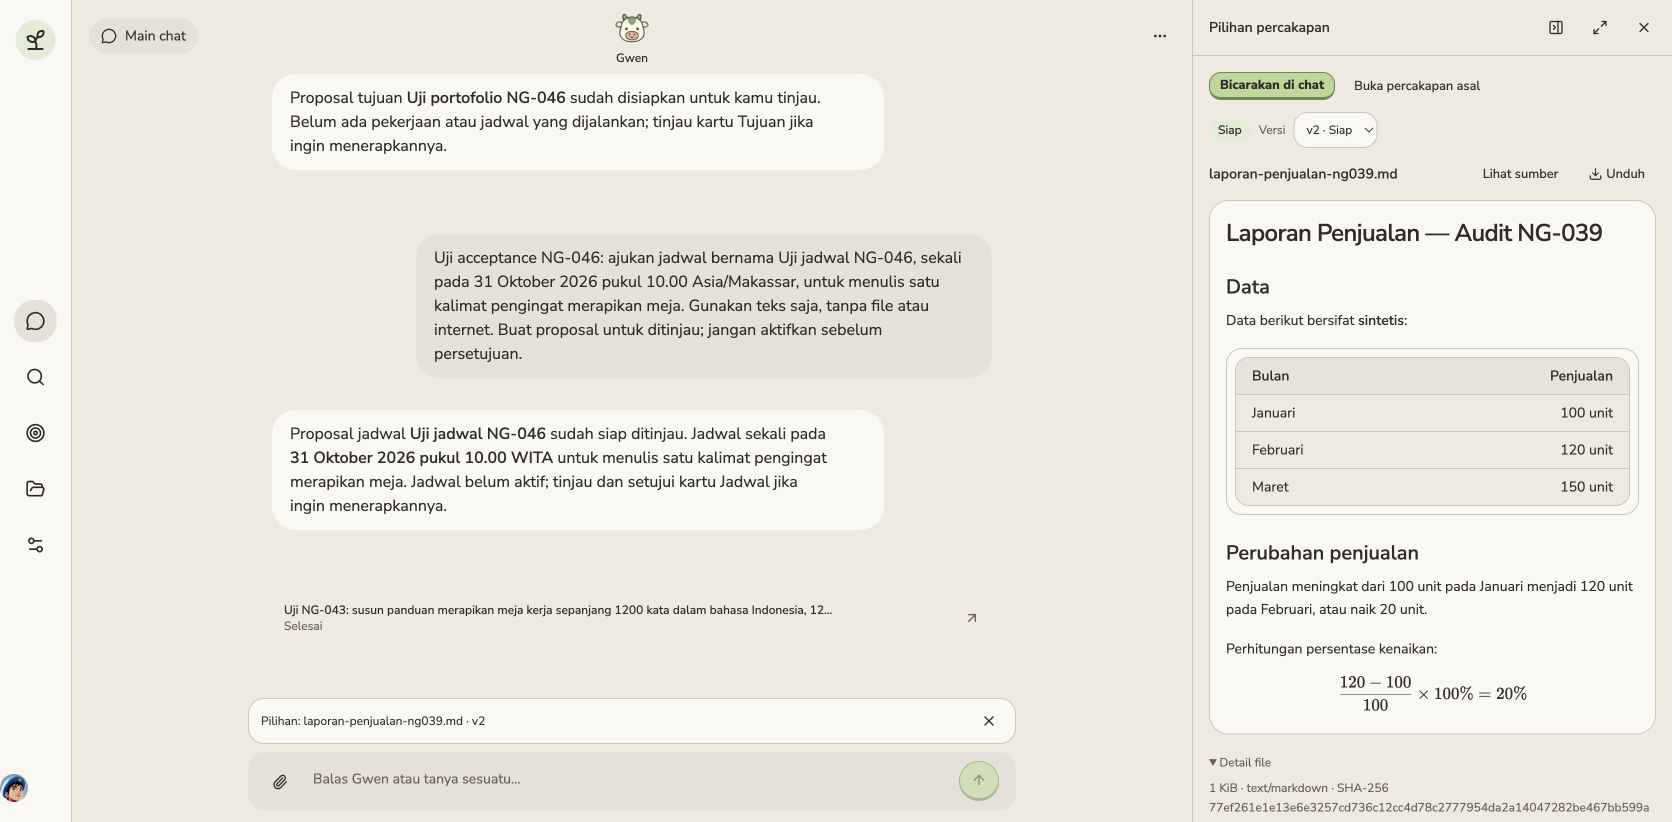 Main chat
Gwen
Proposal tujuan Uji portofolio NG-046 sudah disiapkan untuk kamu tinjau.
Belum ada pekerjaan atau jadwal yang dijalankan; tinjau kartu Tujuan jika
ingin menerapkannya.
Uji acceptance NG-046: ajukan jadwal bernama Uji jadwal NG-046, sekali
pada 31 Oktober 2026 pukul 10.00 Asia/Makassar, untuk menulis satu
kalimat pengingat merapikan meja. Gunakan teks saja, tanpa file atau
internet. Buat proposal untuk ditinjau; jangan aktifkan sebelum
persetujuan.
Proposal jadwal Uji jadwal NG-046 sudah siap ditinjau. Jadwal sekali pada
31 Oktober 2026 pukul 10.00 WITA untuk menulis satu kalimat pengingat
merapikan meja. Jadwal belum aktif; tinjau dan setujui kartu Jadwal jika
ingin menerapkannya.
Uji NG-043: susun panduan merapikan meja kerja sepanjang 1200 kata dalam bahasa Indonesia, 12...
Selesai
Pilihan: laporan-penjualan-ng039.md · v2
Balas Gwen atau tanya sesuatu...
Pilihan percakapan
Bicarakan di chat Buka percakapan asal
Siap Versi v2 · Siap
laporan-penjualan-ng039.md Lihat sumber Unduh
Laporan Penjualan — Audit NG-039
Data
Data berikut bersifat sintetis:
Bulan Penjualan
Januari 100 unit
Februari 120 unit
Maret 150 unit
Perubahan penjualan
Penjualan meningkat dari 100 unit pada Januari menjadi 120 unit
pada Februari, atau naik 20 unit.
Perhitungan persentase kenaikan:
120 − 100
100
× 100% = 20%
▼ Detail file
1 KiB · text/markdown · SHA-256
77ef261e1e13e6e3257cd736c12cc4d78c2777954da2a14047282be467bb599a